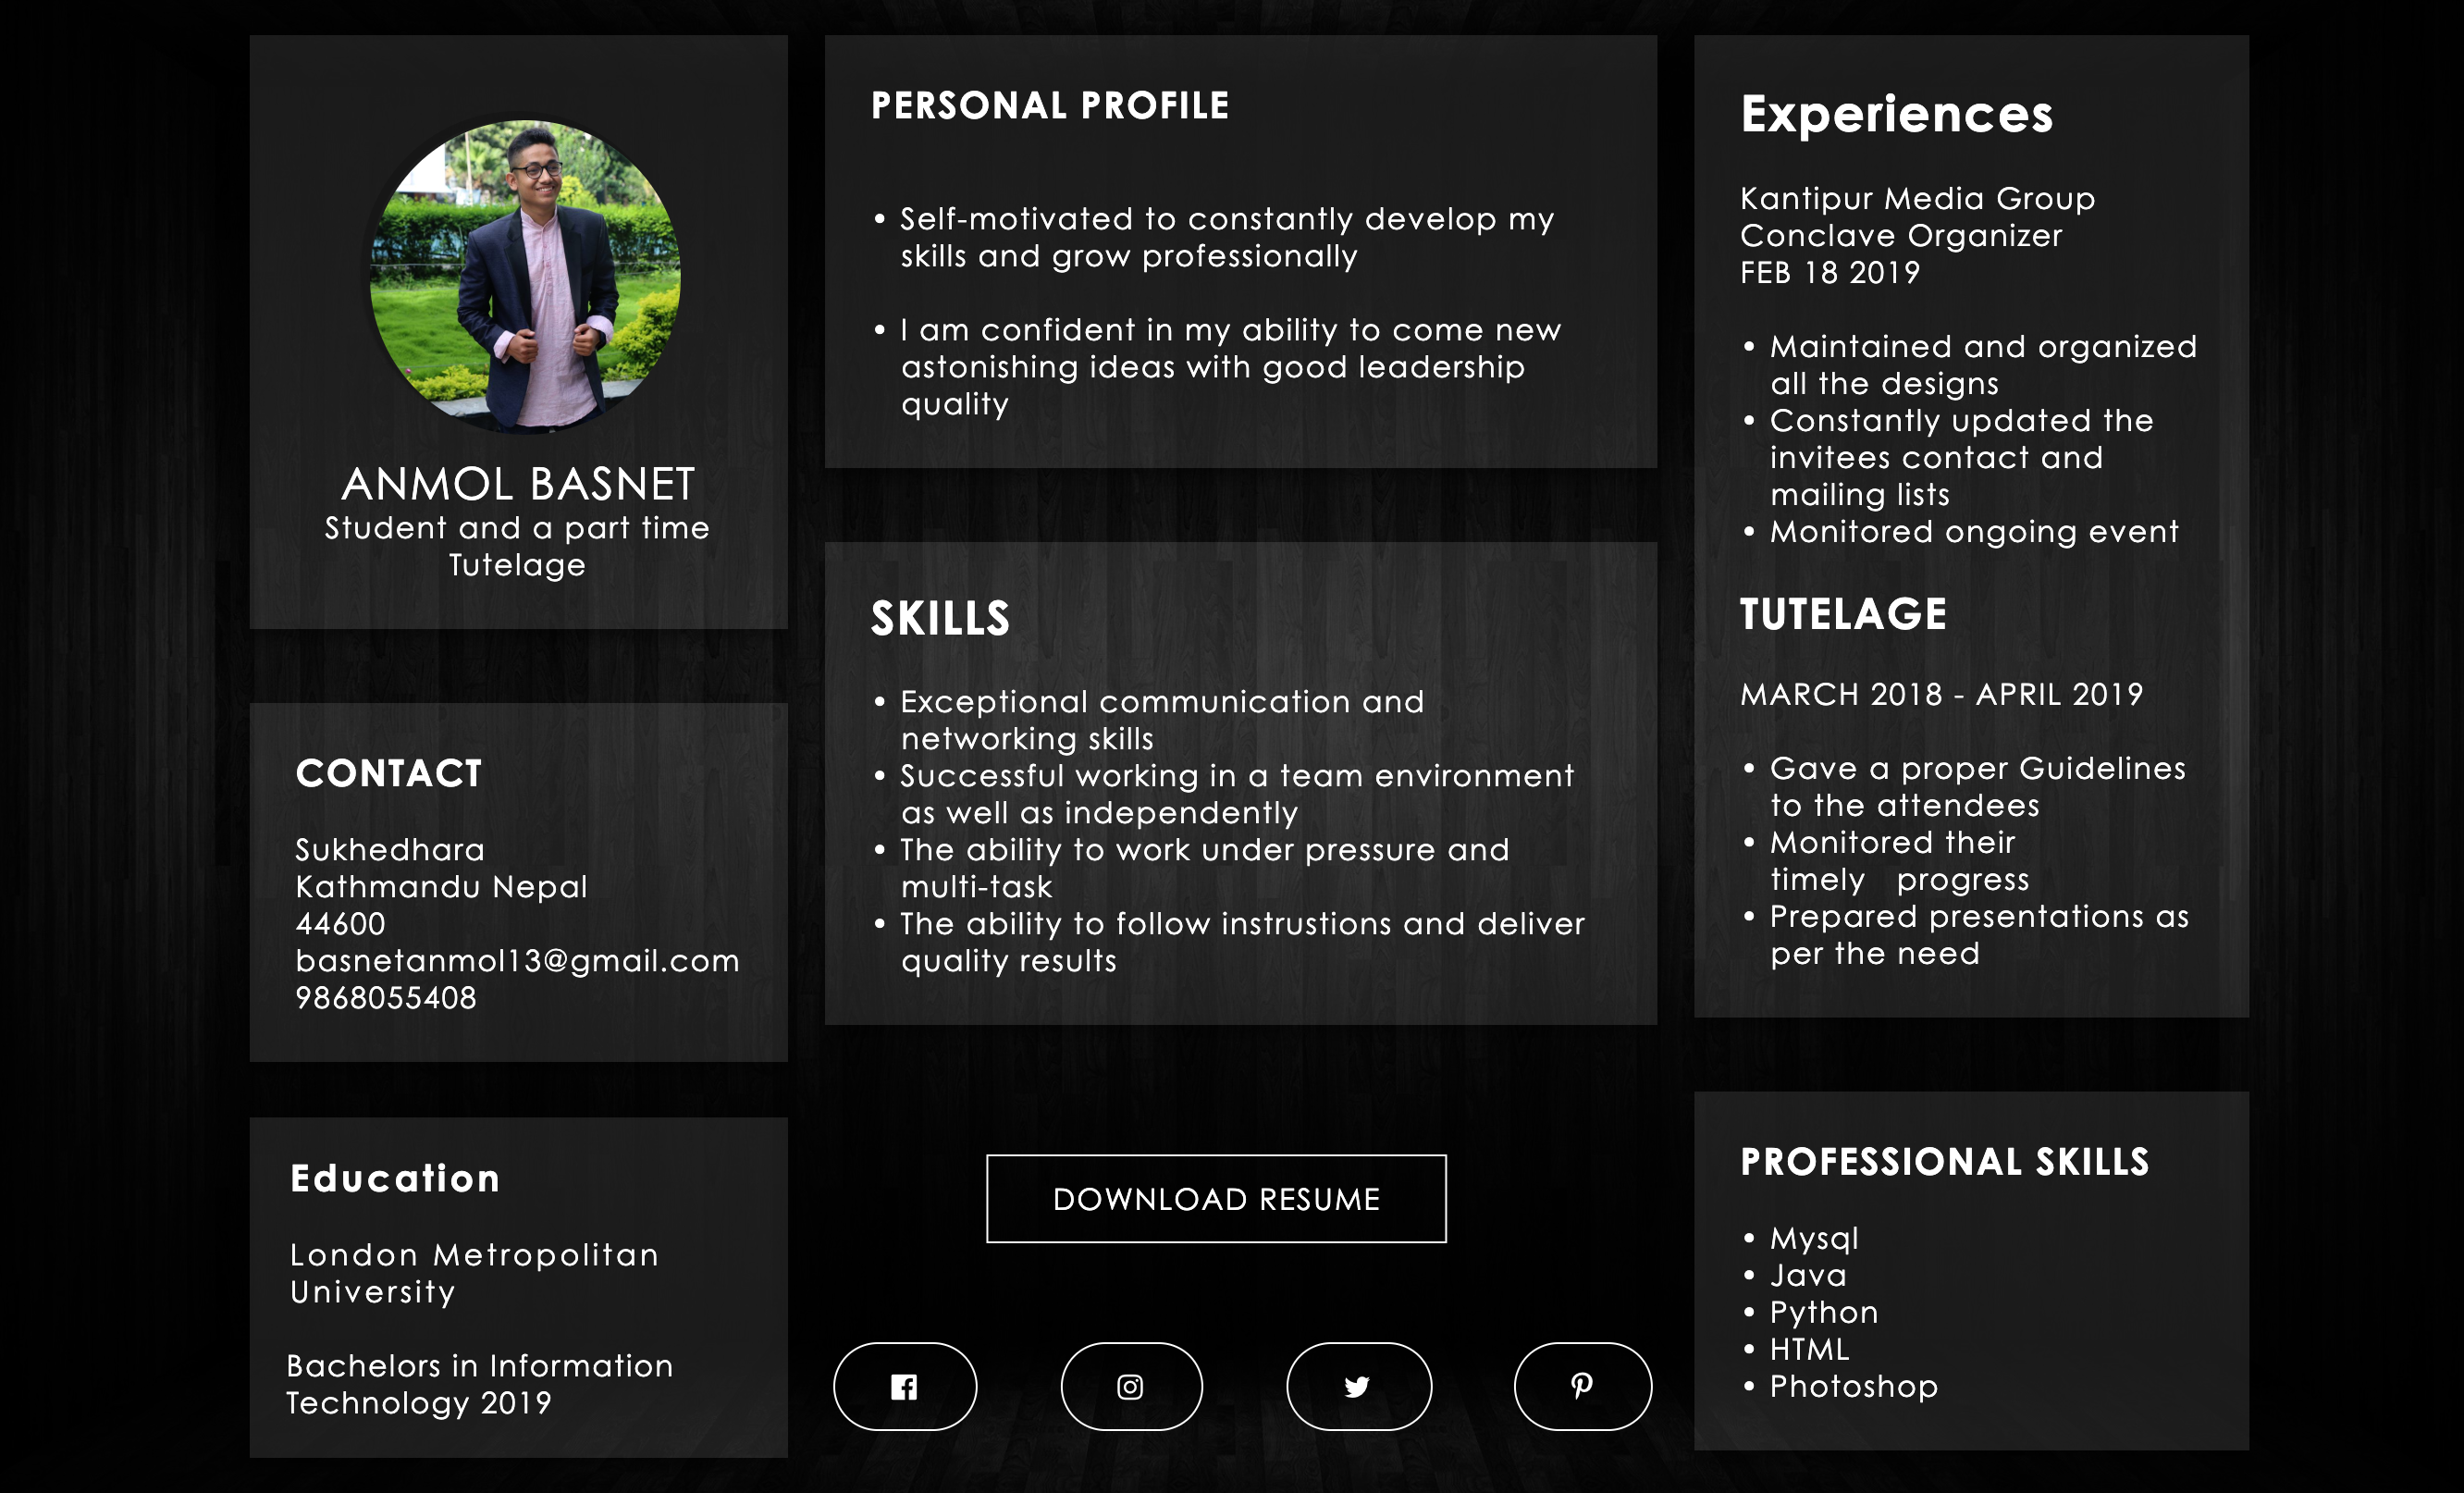 ANMOL BASNET
Student and a part time
Tutelage
CONTACT
Sukhedhara
Kathmandu Nepal
44600
basnetanmol13@gmail.com
9868055408
Education
London Metropolitan
University
Bachelors in Information
Technology 2019
PERSONAL PROFILE
• Self-motivated to constantly develop my
skills and grow professionally
• I am confident in my ability to come new
astonishing ideas with good leadership
quality
SKILLS
• Exceptional communication and
networking skills
• Successful working in a team environment
as well as independently
• The ability to work under pressure and
multi-task
• The ability to follow instrustions and deliver
quality results
DOWNLOAD RESUME
Experiences
Kantipur Media Group
Conclave Organizer
FEB 18 2019
• Maintained and organized
all the designs
• Constantly updated the
invitees contact and
mailing lists
• Monitored ongoing event
TUTELAGE
MARCH 2018 - APRIL 2019
• Gave a proper Guidelines
to the attendees
• Monitored their
timely   progress
• Prepared presentations as
per the need
PROFESSIONAL SKILLS
• Mysql
• Java
• Python
• HTML
• Photoshop